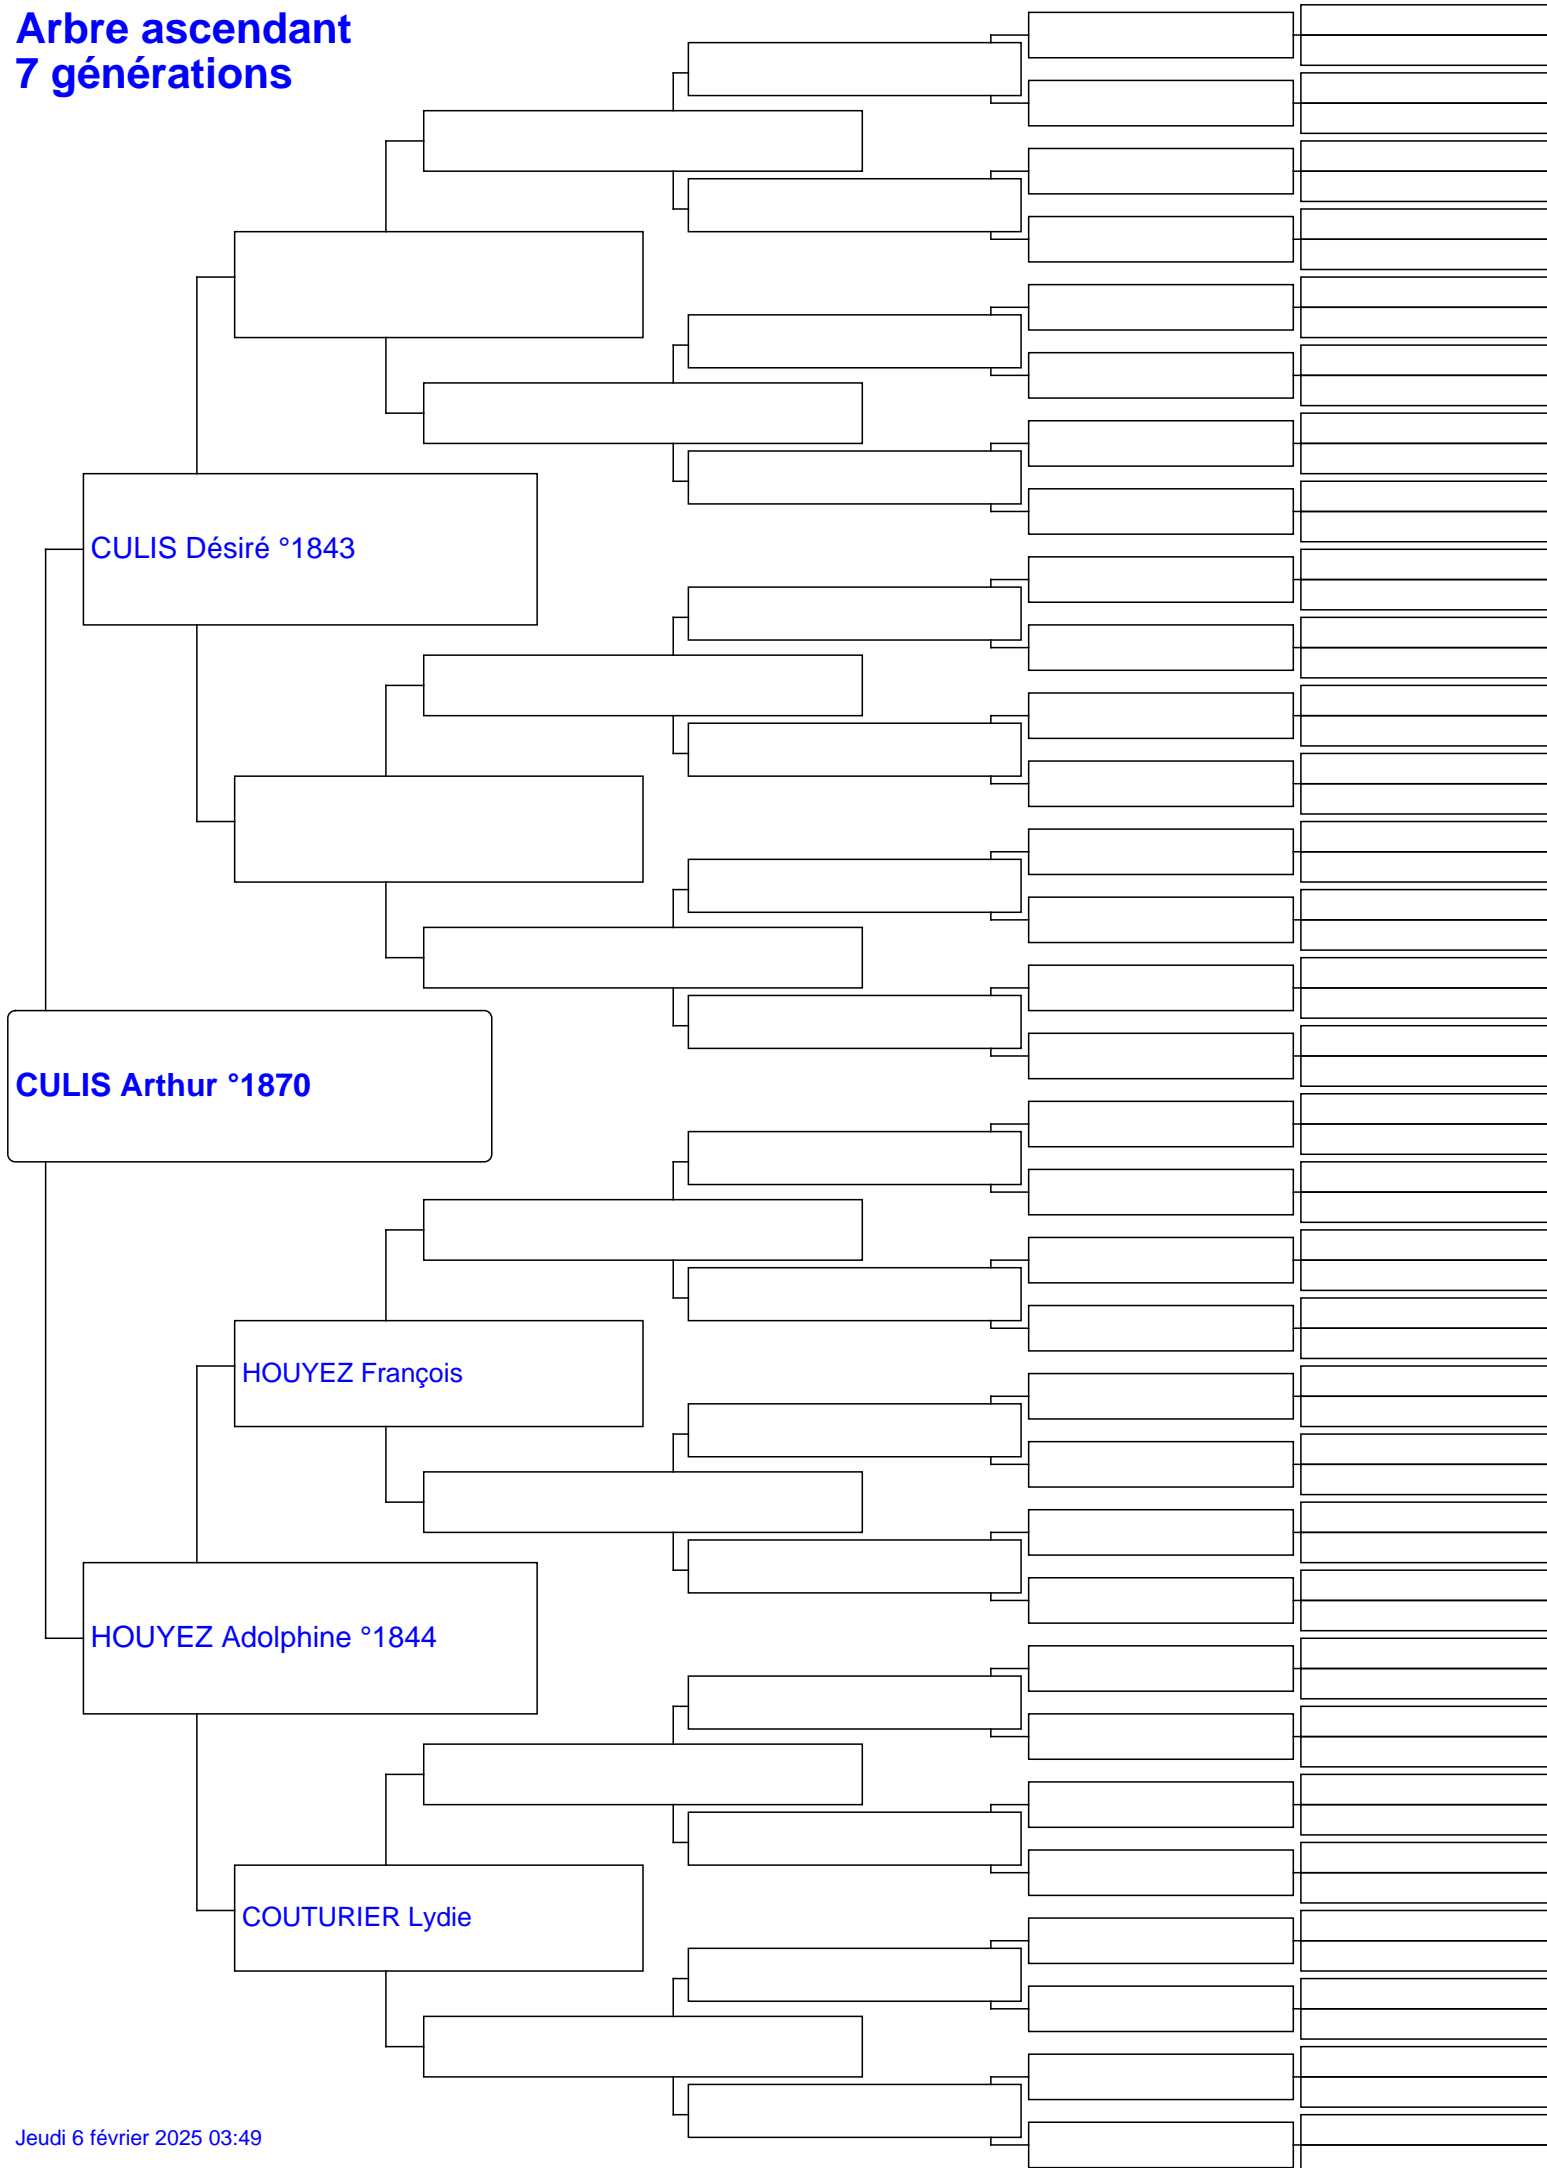 Arbre ascendant
7 générations
CULIS Désiré °1843
CULIS Arthur °1870
HOUYEZ François
HOUYEZ Adolphine °1844
COUTURIER Lydie
Jeudi 6 février 2025 03:49